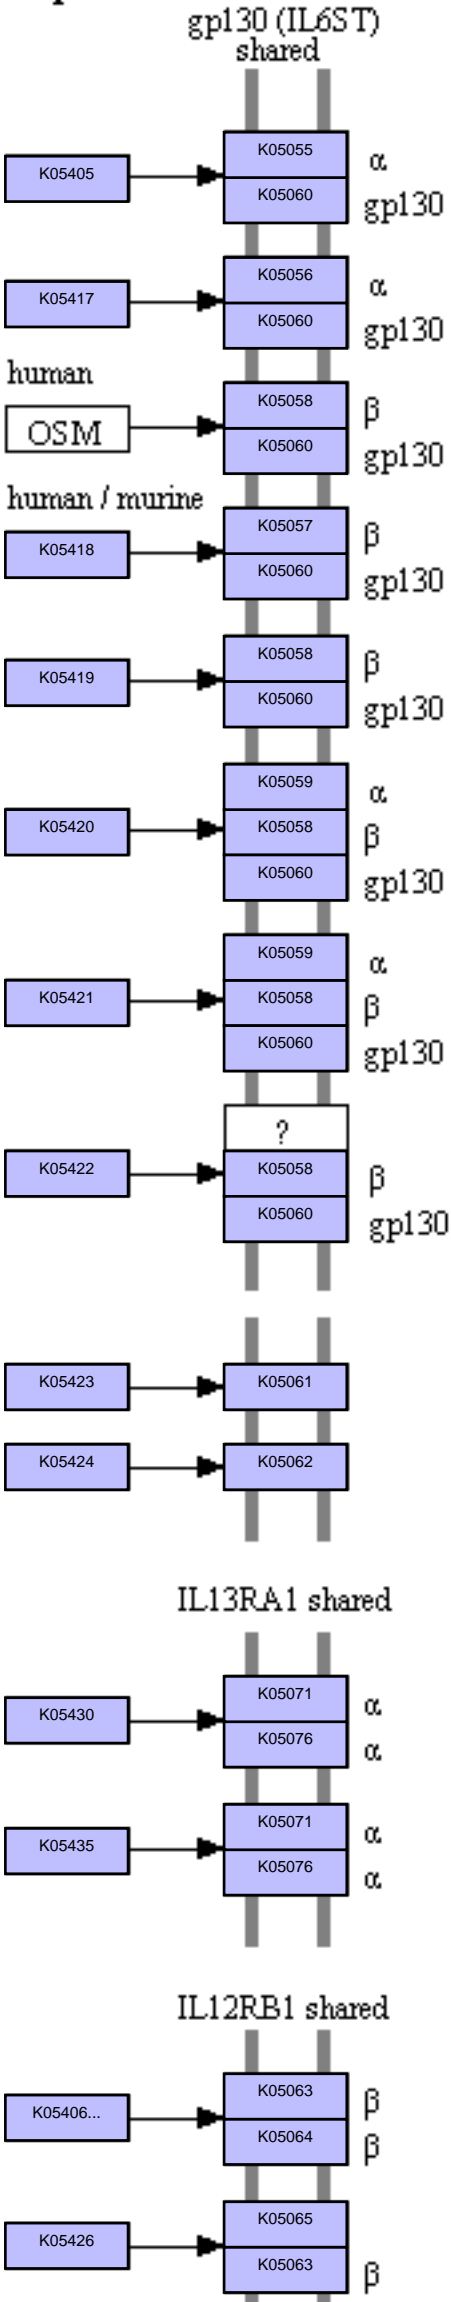 gp130 (IL6ST)
shared
K05405
K05055
α
K05060
gp130
K05417
K05056
α
K05060
gp130
human
OSM
K05058
β
K05060
gp130
human / murine
K05418
K05057
β
K05060
gp130
K05419
K05058
β
K05060
gp130
K05420
K05059
α
K05058
β
K05060
gp130
K05421
K05059
α
K05058
β
K05060
gp130
?
K05422
K05058
β
K05060
gp130
K05423
K05061
K05424
K05062
IL13RA1 shared
K05430
K05071
α
K05076
α
K05435
K05071
α
K05076
α
IL12RB1 shared
K05406...
K05063
β
K05064
β
K05426
K05065
K05063
β